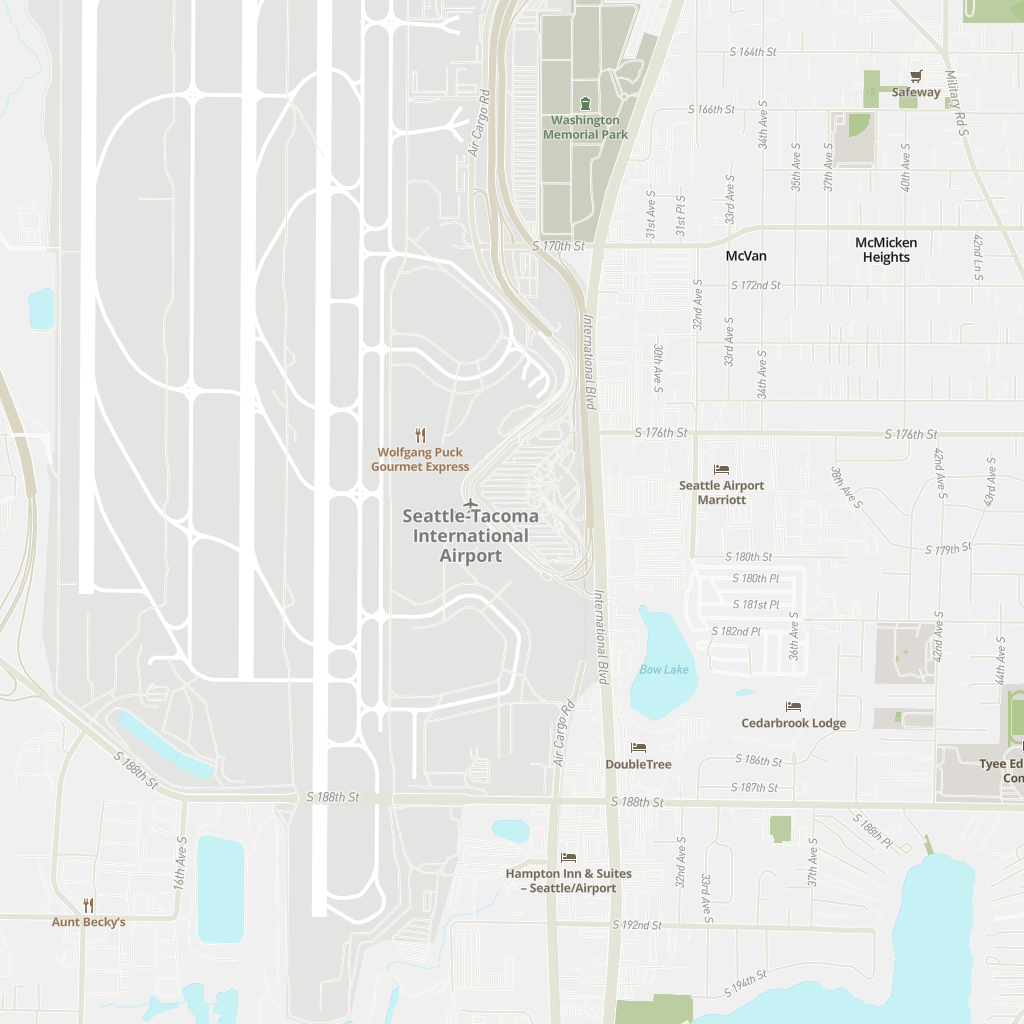 S 164th St
Safeway
Military Rd S
Air Cargo Rd
Washington
Memorial Park
S 166th St
34th Ave S
35th Ave S
37th Ave S
40th Ave S
31st Ave S
31st Pl S
33rd Ave S
S 170th St
McVan
McMicken
Heights
42nd Ln S
S 172nd St
32nd Ave S
International Blvd
30th Ave S
33rd Ave S
34th Ave S
S 176th St
S 176th St
Wolfgang Puck
Gourmet Express
Seattle Airport
Marriott
38th Ave S
42nd Ave S
43rd Ave S
Seattle-Tacoma
International
Airport
S 179th St
S 180th St
S 180th Pl
S 181st Pl
S 182nd Pl
36th Ave S
International Blvd
42nd Ave S
44th Ave S
Bow Lake
Cedarbrook Lodge
Air Cargo Rd
DoubleTree
S 186th St
S 187th St
Tyee Ed
Com
S 188th St
S 188th St
S 188th St
S 188th Pl
16th Ave S
32nd Ave S
33rd Ave S
37th Ave S
Hampton Inn & Suites
– Seattle/Airport
Aunt Becky's
S 192nd St
S 194th St